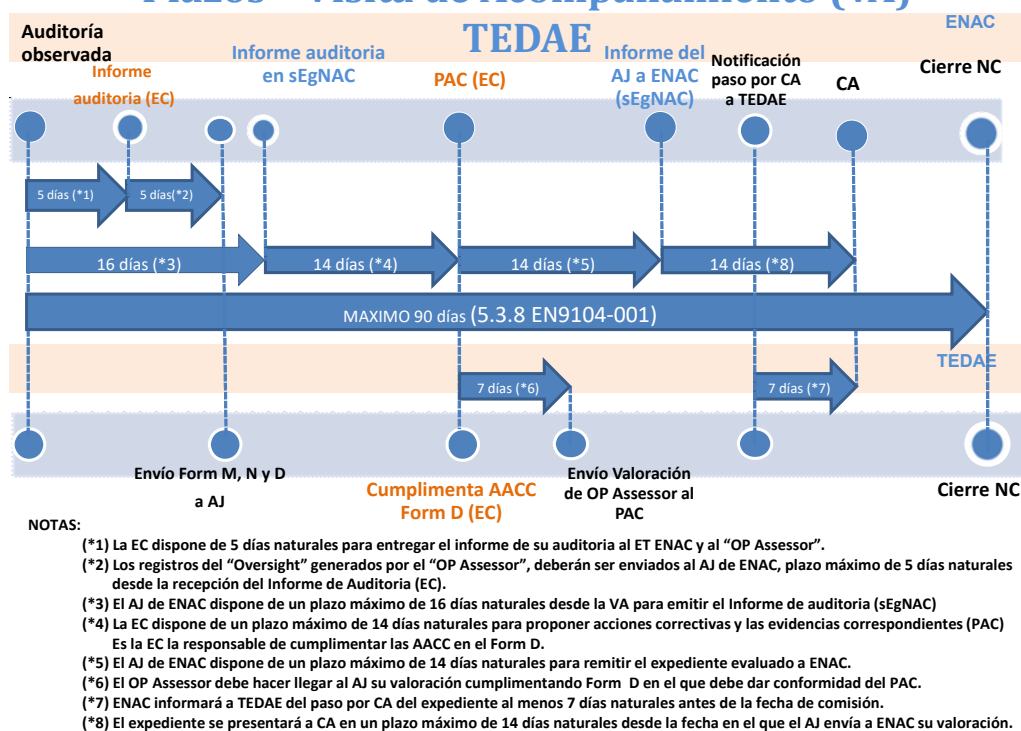 Plazos – Visita de Acompañamiento (VA)
TEDAE
ENAC
Auditoría
observada
Informe
auditoria (EC)
Informe auditoria
en sEgNAC
PAC (EC)
Informe del
AJ a ENAC
(sEgNAC)
Notificación
paso por CA
a TEDAE
CA
Cierre NC
5 días (*1)
5 días(*2)
16 días (*3)
14 días (*4)
14 días (*5)
14 días (*8)
MAXIMO 90 días (5.3.8 EN9104-001)
TEDAE
7 días (*6)
7 días (*7)
Envío Form M, N y D
a AJ
Cumplimenta AACC
Form D (EC)
Envío Valoración
de OP Assessor al
PAC
Cierre NC
NOTAS:
(*1) La EC dispone de 5 días naturales para entregar el informe de su auditoria al ET ENAC y al “OP Assessor”.
(*2) Los registros del “Oversight” generados por el “OP Assessor”, deberán ser enviados al AJ de ENAC, plazo máximo de 5 días naturales
desde la recepción del Informe de Auditoria (EC).
(*3) El AJ de ENAC dispone de un plazo máximo de 16 días naturales desde la VA para emitir el Informe de auditoria (sEgNAC)
(*4) La EC dispone de un plazo máximo de 14 días naturales para proponer acciones correctivas y las evidencias correspondientes (PAC)
Es la EC la responsable de cumplimentar las AACC en el Form D.
(*5) El AJ de ENAC dispone de un plazo máximo de 14 días naturales para remitir el expediente evaluado a ENAC.
(*6) El OP Assessor debe hacer llegar al AJ su valoración cumplimentando Form D en el que debe dar conformidad del PAC.
(*7) ENAC informará a TEDAE del paso por CA del expediente al menos 7 días naturales antes de la fecha de comisión.
(*8) El expediente se presentará a CA en un plazo máximo de 14 días naturales desde la fecha en el que el AJ envía a ENAC su valoración.